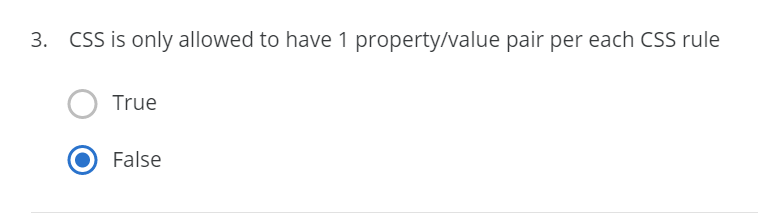 3. CSS is only allowed to have 1 property/value pair per each CSS rule
True
False